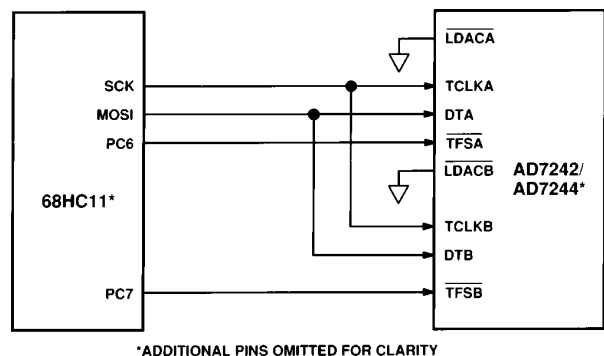 LDACA
SCK
TCLKA
MOSI
DTA
PC6
TFSA
LDACB
AD7242/
AD7244*
68HC11*
TCLKB
DTB
PC7
TFSB
*ADDITIONAL PINS OMITTED FOR CLARITY